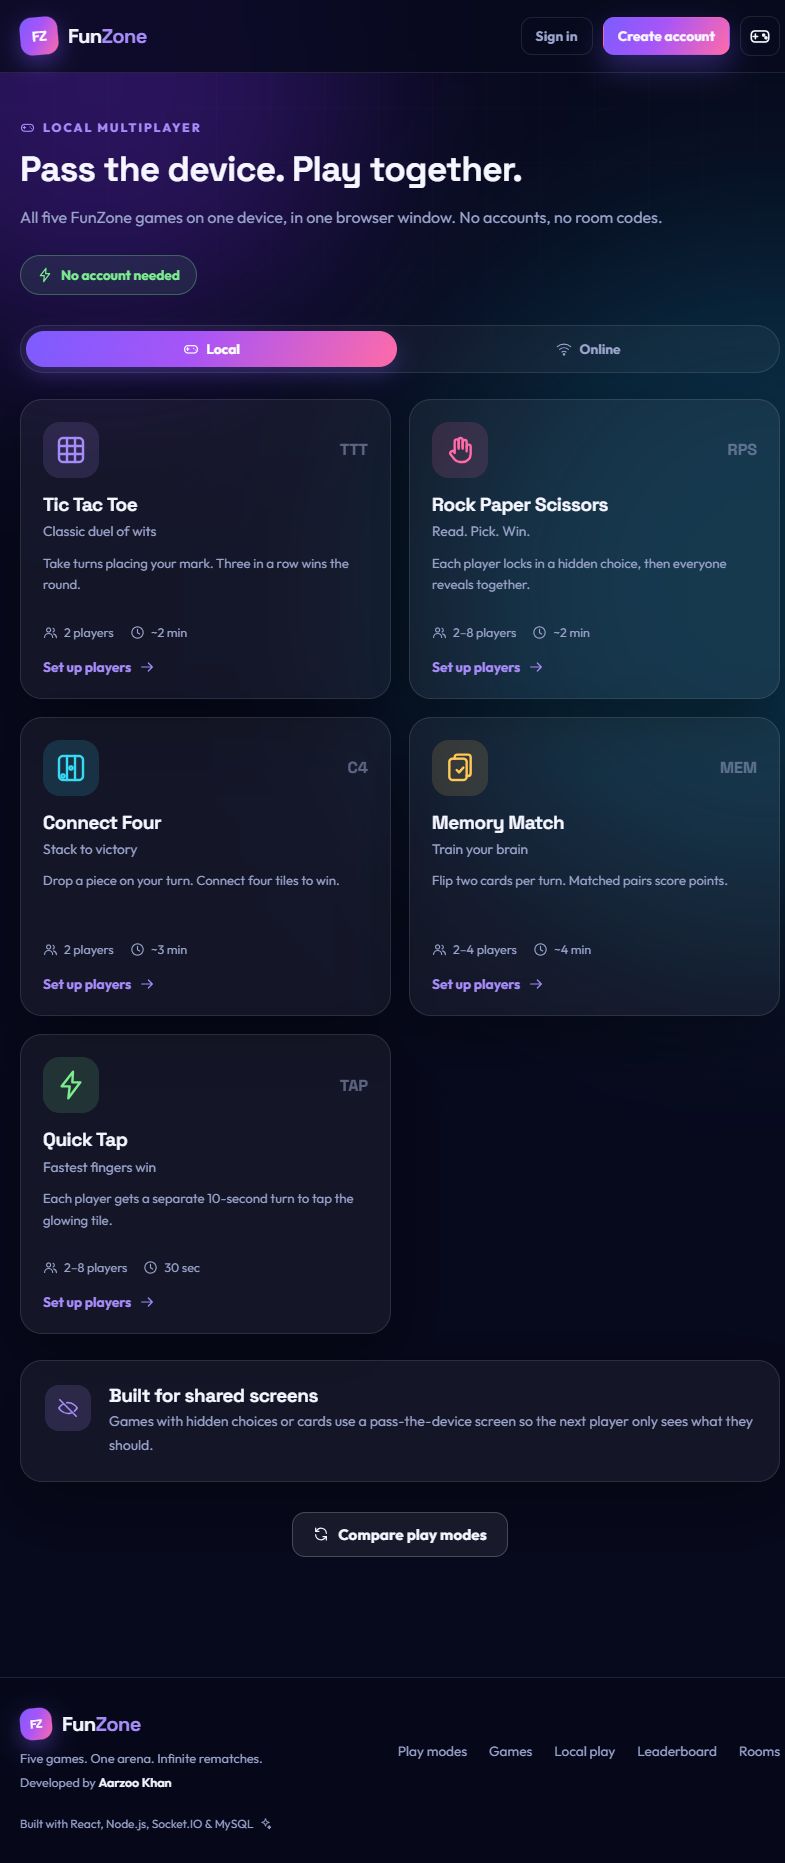 FZ FunZone
Sign in
Create account
LOCAL MULTIPLAYER
Pass the device. Play together.
All five FunZone games on one device, in one browser window. No accounts, no room codes.
No account needed
Local
Online
TTT
Tic Tac Toe
Classic duel of wits
Take turns placing your mark. Three in a row wins the
round.
2 players ~2 min
Set up players →
RPS
Rock Paper Scissors
Read. Pick. Win.
Each player locks in a hidden choice, then everyone
reveals together.
2–8 players ~2 min
Set up players →
C4
Connect Four
Stack to victory
Drop a piece on your turn. Connect four tiles to win.
2 players ~3 min
Set up players →
MEM
Memory Match
Train your brain
Flip two cards per turn. Matched pairs score points.
2–4 players ~4 min
Set up players →
TAP
Quick Tap
Fastest fingers win
Each player gets a separate 10-second turn to tap the
glowing tile.
2–8 players 30 sec
Set up players →
Built for shared screens
Games with hidden choices or cards use a pass-the-device screen so the next player only sees what they
should.
Compare play modes
FZ FunZone
Five games. One arena. Infinite rematches.
Developed by Aarzoo Khan
Play modes Games Local play Leaderboard Rooms
Built with React, Node.js, Socket.IO & MySQL